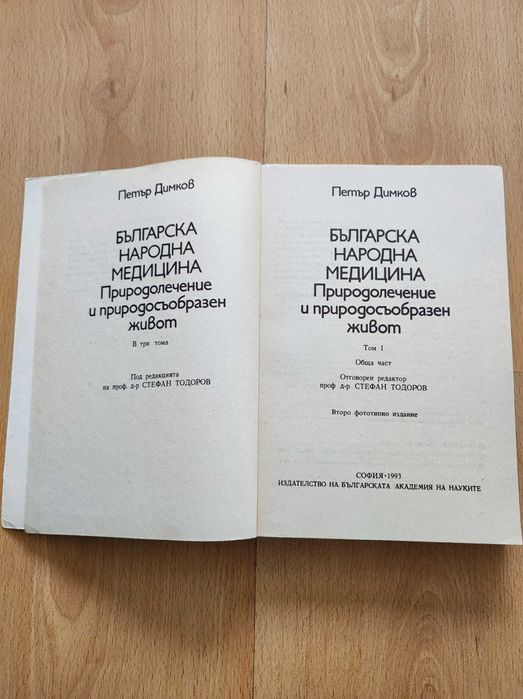 Петър Димков
БЪЛГАРСКА
НАРОДНА
МЕДИЦИНА
Природолечение
и природосъобразен
живот
В три тома
Под редакцията
на проф. д-р СТЕФАН ТОДОРОВ
Петър Димков
БЪЛГАРСКА
НАРОДНА
МЕДИЦИНА
Природолечение
и природосъобразен
живот
Том I
Обща част
Отговорен редактор
проф. д-р СТЕФАН ТОДОРОВ
Второ фототипно издание
СОФИЯ · 1993
ИЗДАТЕЛСТВО НА БЪЛГАРСКАТА АКАДЕМИЯ НА НАУКИТЕ